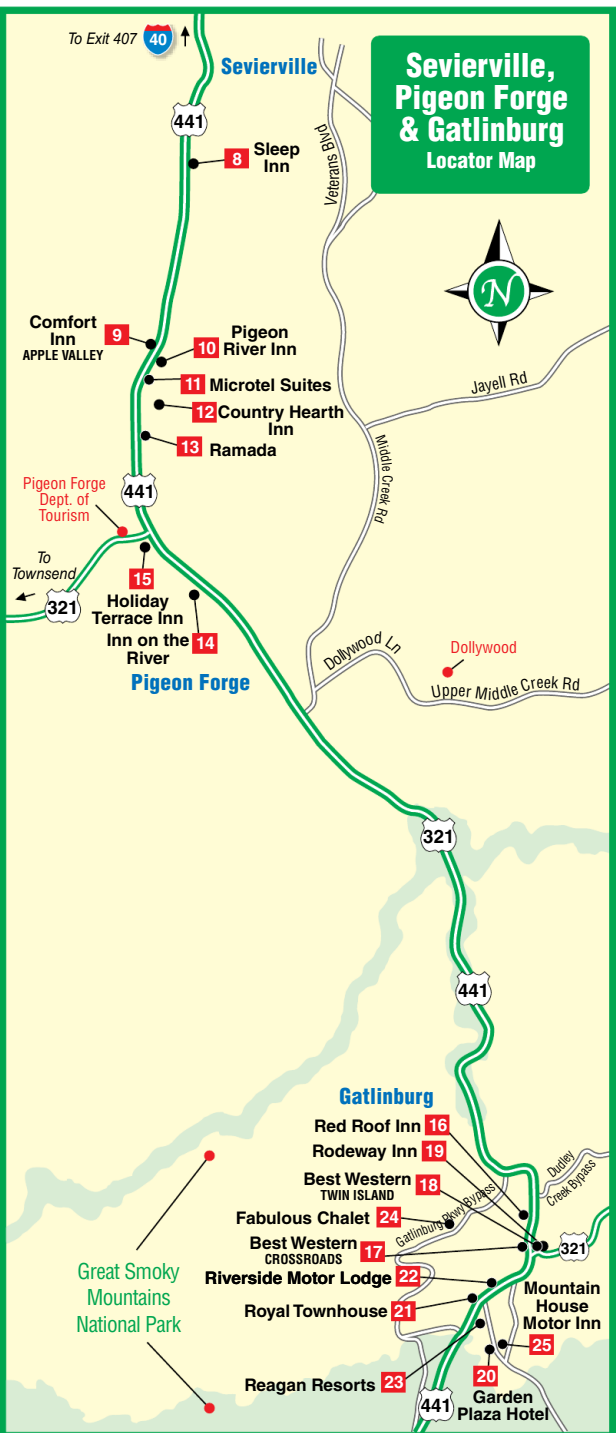 To Exit 407
40
Sevierville
Sevierville,
Pigeon Forge
& Gatlinburg
Locator Map
441
Veterans Blvd
8 Sleep
Inn
N
Comfort
Inn
APPLE VALLEY
9
10 Pigeon
River Inn
11 Microtel Suites
12 Country Hearth
Inn
13 Ramada
Jayell Rd
Middle Creek Rd
441
Pigeon Forge
Dept. of
Tourism
To
Townsend
321
15
Holiday
Terrace Inn
Inn on the
River
14
Pigeon Forge
Dollywood Ln
Dollywood
Upper Middle Creek Rd
321
441
Gatlinburg
Red Roof Inn 16
Rodeway Inn 19
Best Western
TWIN ISLAND
18
Dudley
Creek Bypass
Fabulous Chalet 24
Gatlinburg Pkwy Bypass
Best Western
CROSSROADS
17
321
Riverside Motor Lodge 22
Royal Townhouse 21
Mountain
House
Motor Inn
25
Great Smoky
Mountains
National Park
Reagan Resorts 23
20
Garden
Plaza Hotel
441